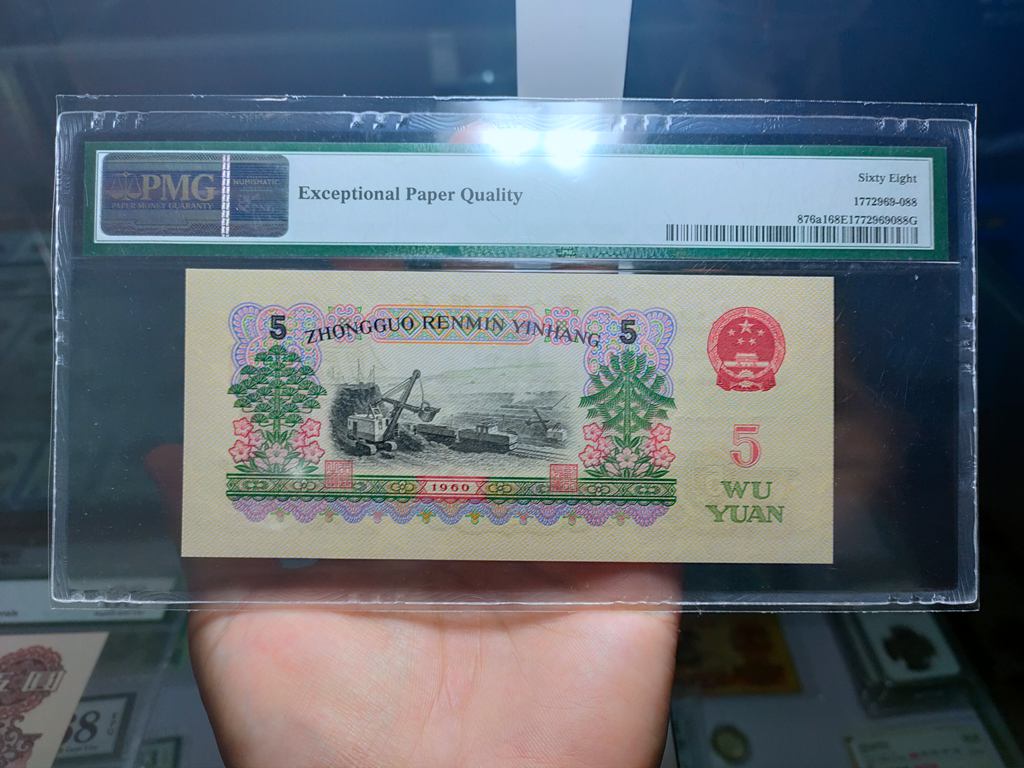 PMG
PAPER MONEY GUARANTY
NUMISMATIC
Exceptional Paper Quality
Sixty Eight
1772969-088
876a168E1772969088G
5
ZHONGGUO RENMIN YINHANG
5
1960
5
WU
YUAN